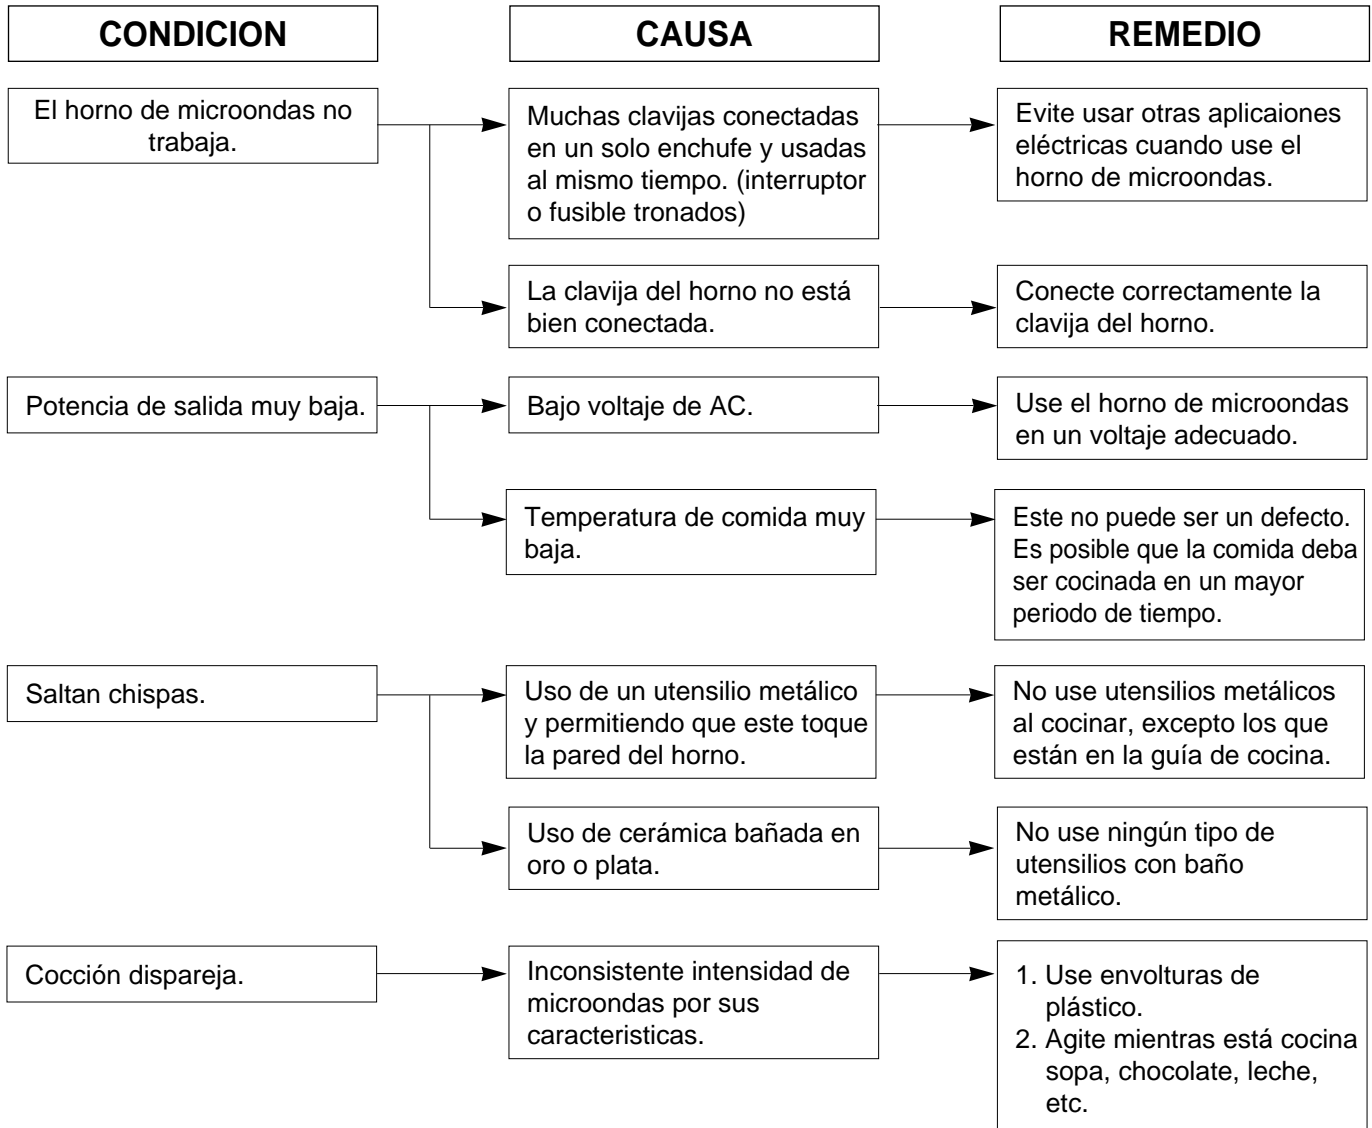 CONDICION
CAUSA
REMEDIO
El horno de microondas no
trabaja.
Muchas clavijas conectadas
en un solo enchufe y usadas
al mismo tiempo. (interruptor
o fusible tronados)
Evite usar otras aplicaiones
eléctricas cuando use el
horno de microondas.
La clavija del horno no está
bien conectada.
Conecte correctamente la
clavija del horno.
Potencia de salida muy baja.
Bajo voltaje de AC.
Use el horno de microondas
en un voltaje adecuado.
Temperatura de comida muy
baja.
Este no puede ser un defecto.
Es posible que la comida deba
ser cocinada en un mayor
periodo de tiempo.
Saltan chispas.
Uso de un utensilio metálico
y permitiendo que este toque
la pared del horno.
No use utensilios metálicos
al cocinar, excepto los que
están en la guía de cocina.
Uso de cerámica bañada en
oro o plata.
No use ningún tipo de
utensilios con baño
metálico.
Cocción dispareja.
Inconsistente intensidad de
microondas por sus
caracteristicas.
1. Use envolturas de
plástico.
2. Agite mientras está cocina
sopa, chocolate, leche,
etc.